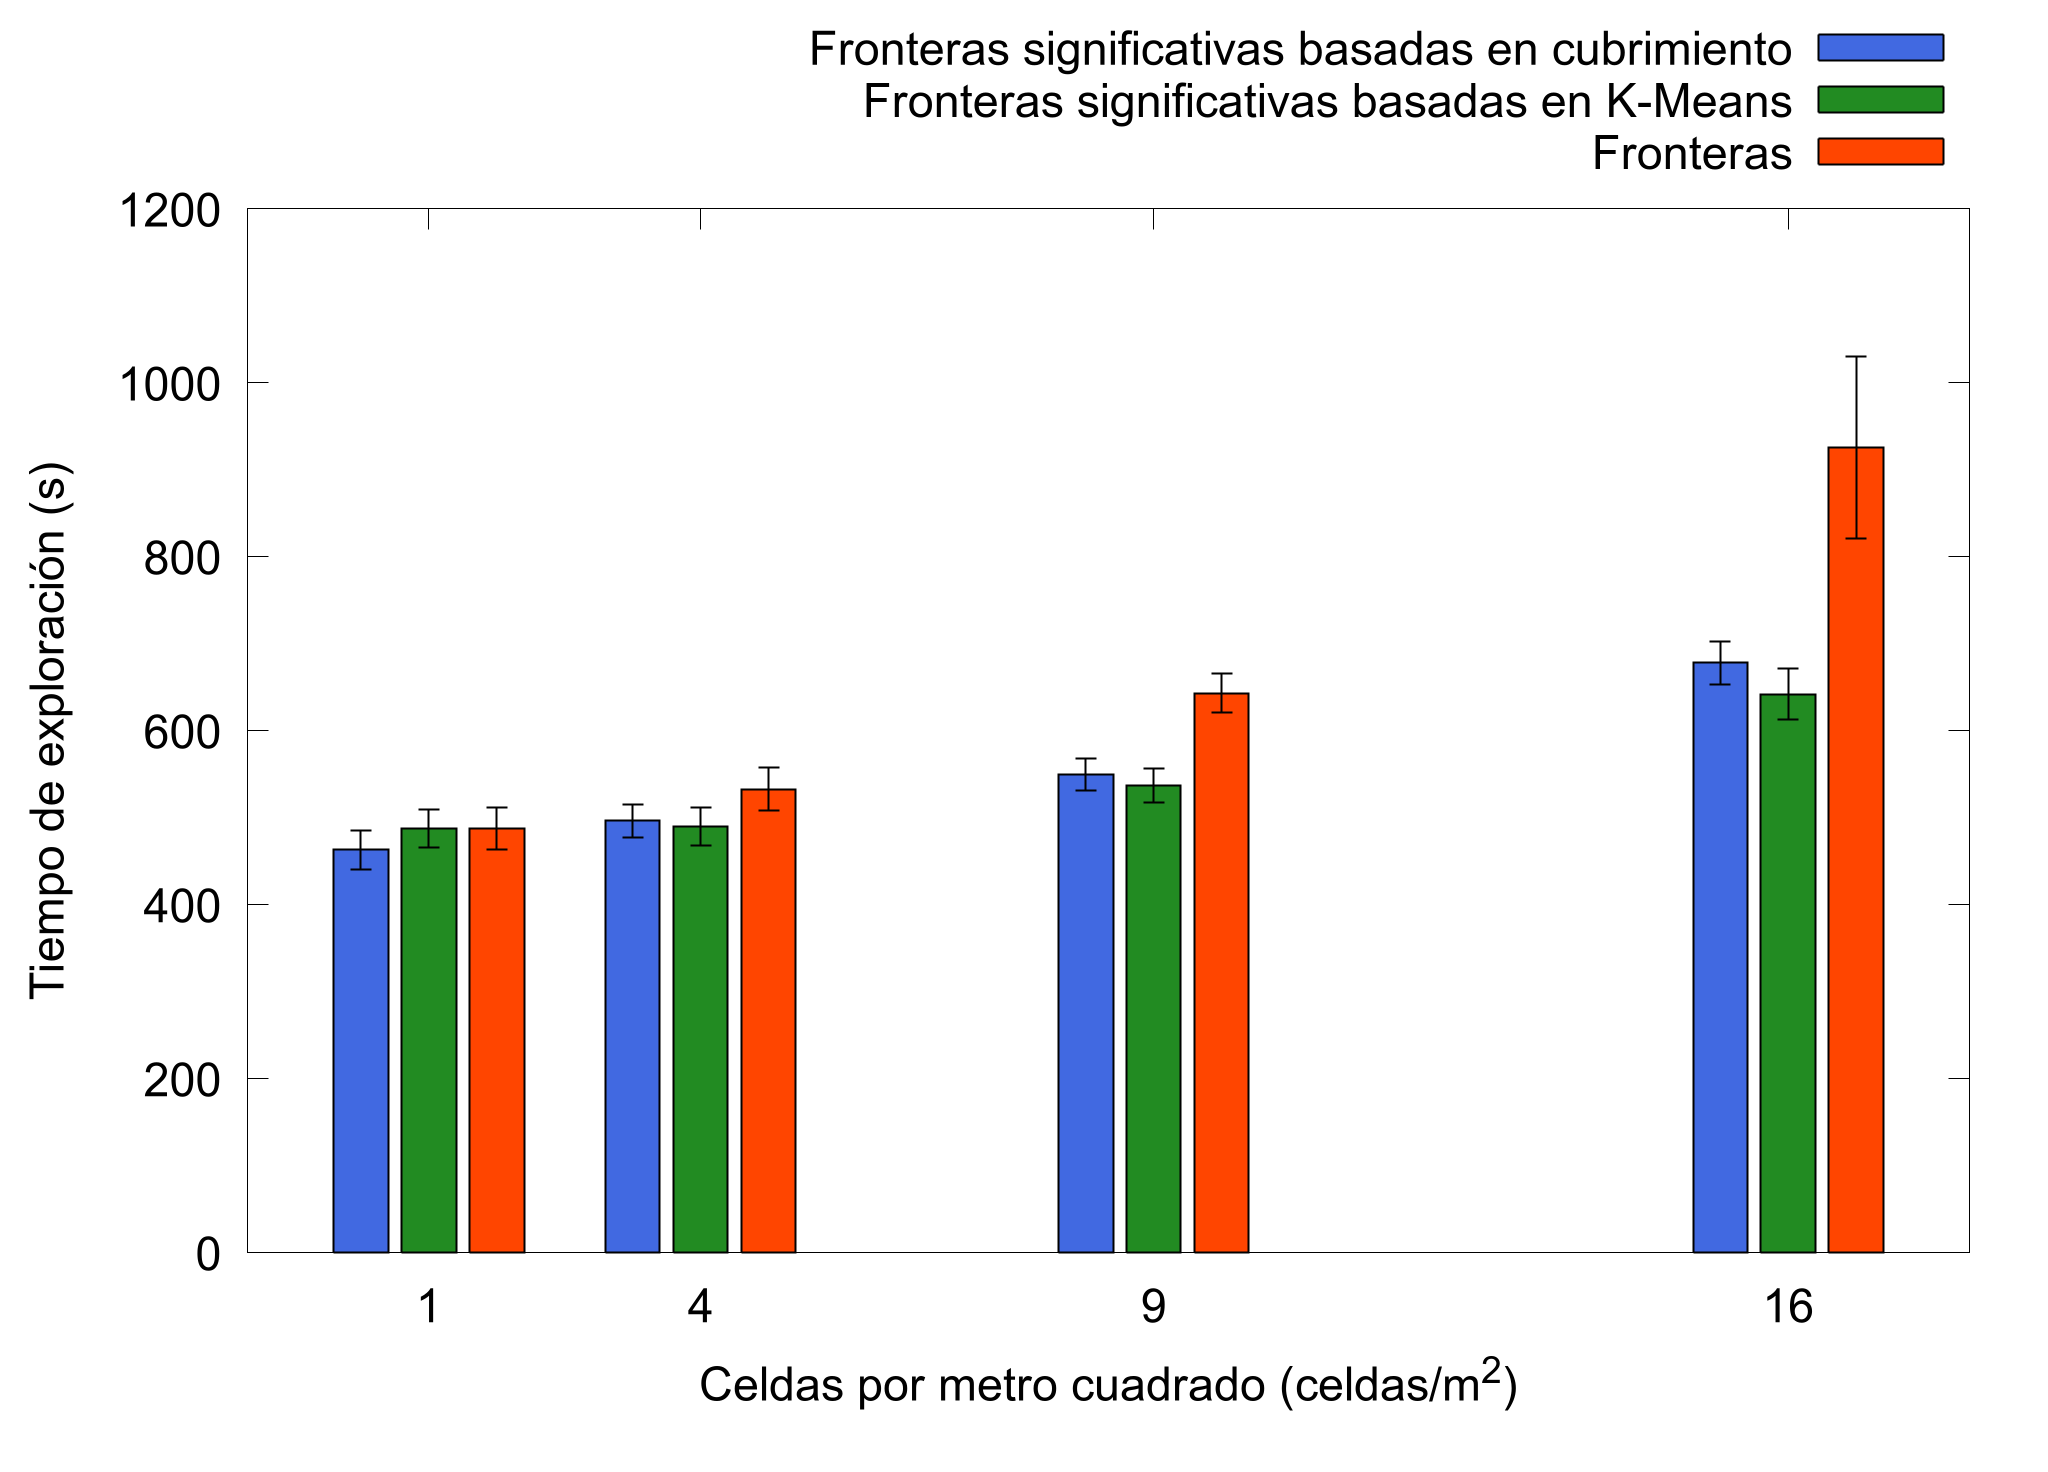 Fronteras significativas basadas en cubrimiento
Fronteras significativas basadas en K-Means
Fronteras
1200
1000
800
600
400
200
0
Tiempo de exploración (s)
1 4 9 16
Celdas por metro cuadrado (celdas/m²)